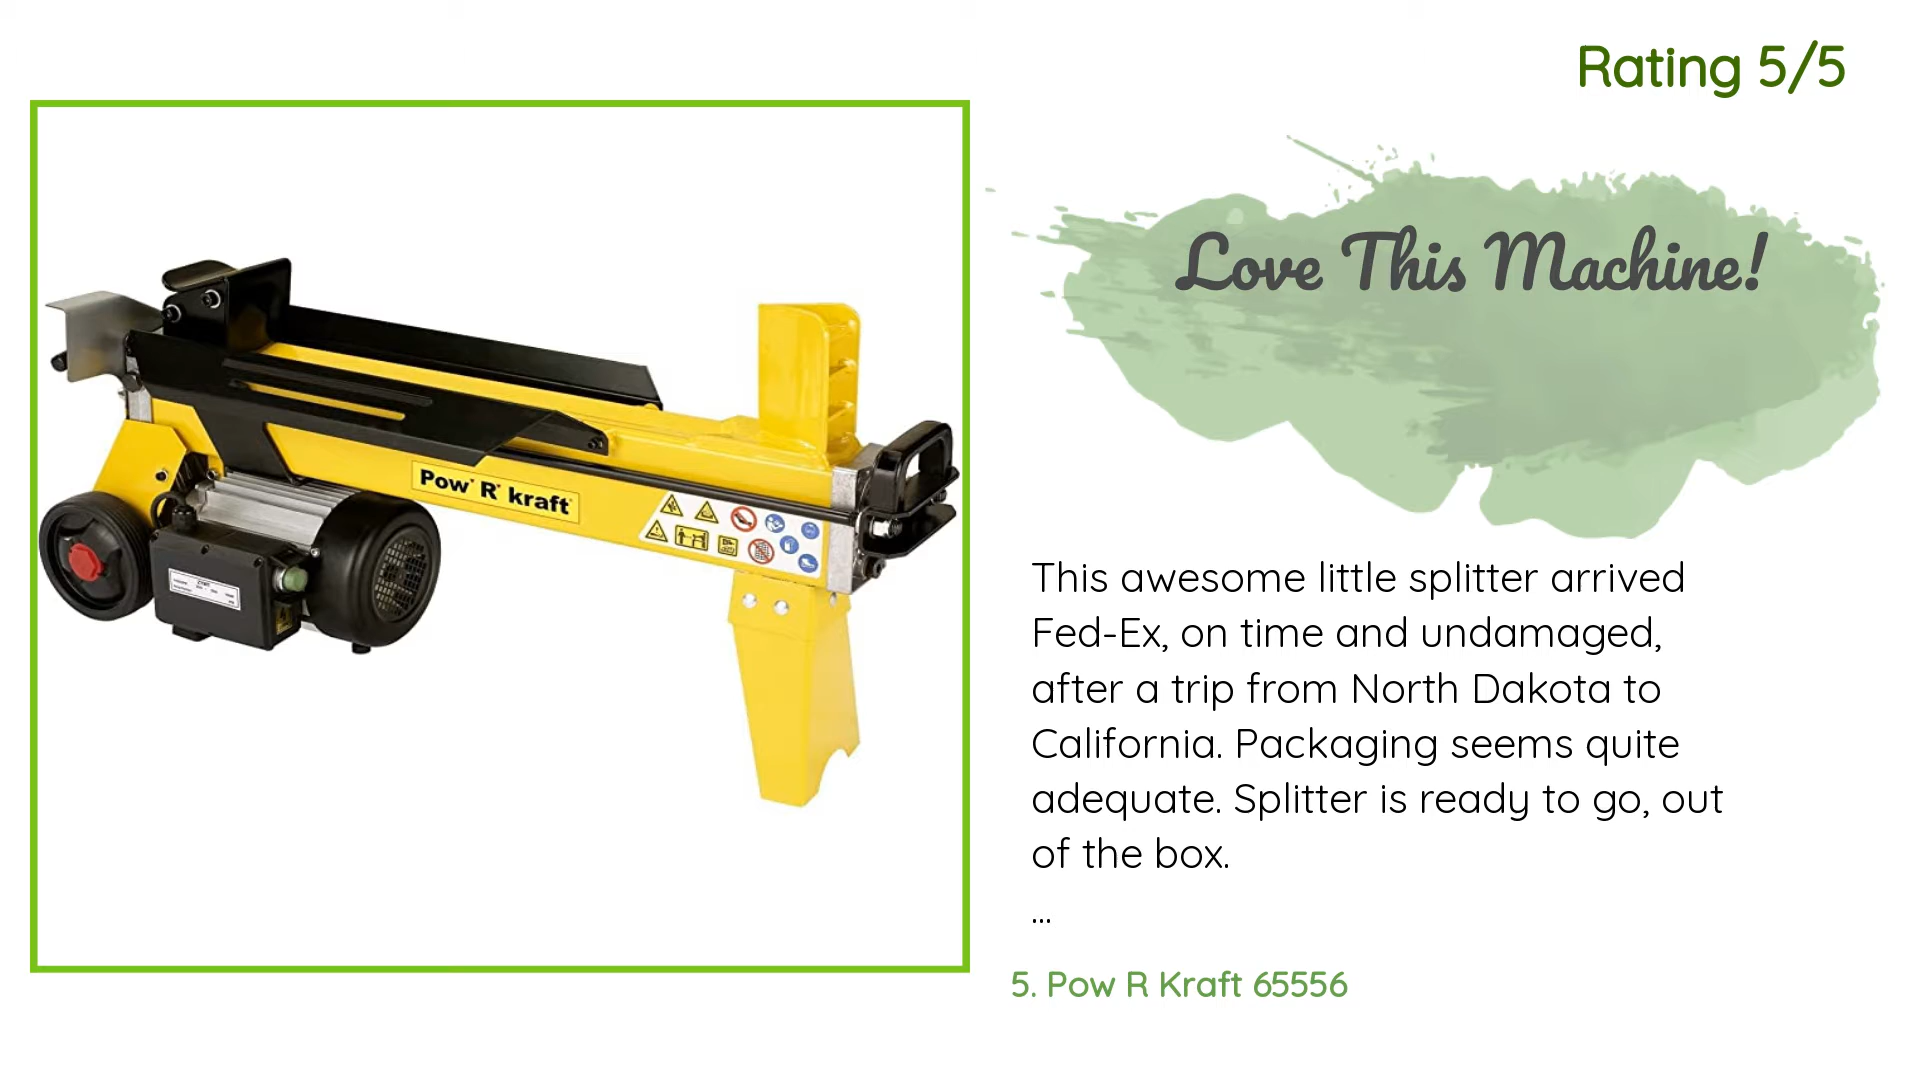 Rating 5/5
Love This Machine!
Pow R kraft
This awesome little splitter arrived
Fed-Ex, on time and undamaged,
after a trip from North Dakota to
California. Packaging seems quite
adequate. Splitter is ready to go, out
of the box.
...
5. Pow R Kraft 65556